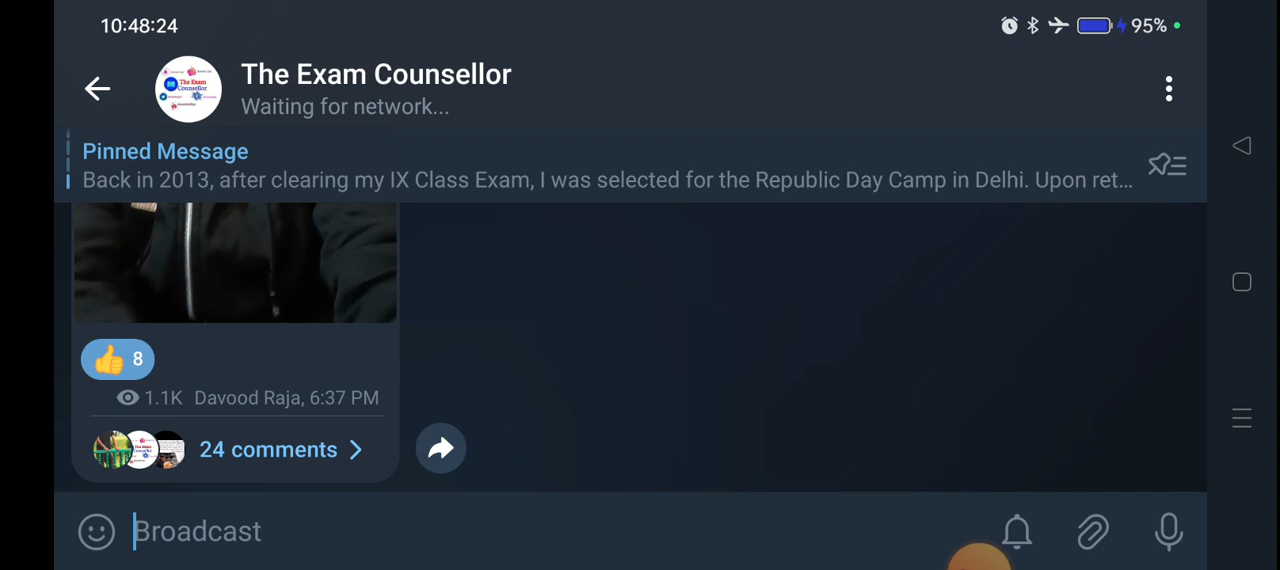 10:48:24
95%
The Exam Counsellor
Waiting for network...
Pinned Message
Back in 2013, after clearing my IX Class Exam, I was selected for the Republic Day Camp in Delhi. Upon ret...
8
1.1K Davood Raja, 6:37 PM
24 comments
Broadcast